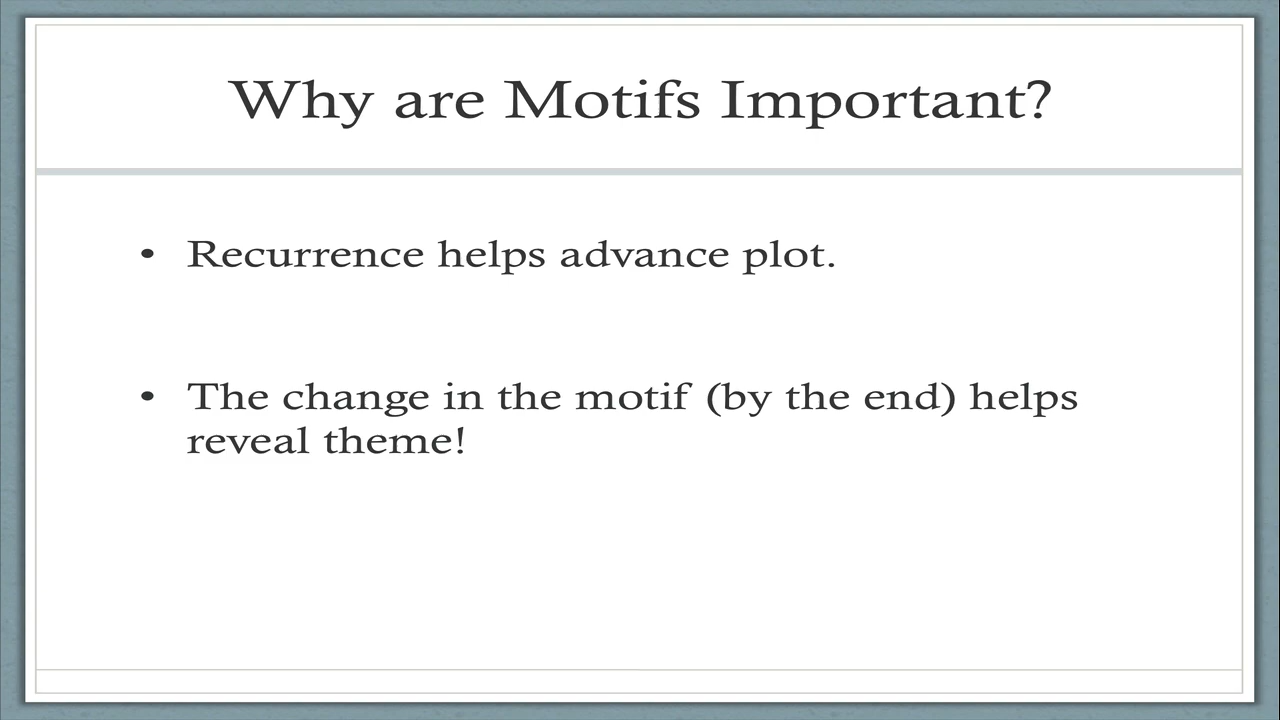 Why are Motifs Important?
• Recurrence helps advance plot.
• The change in the motif (by the end) helps
reveal theme!